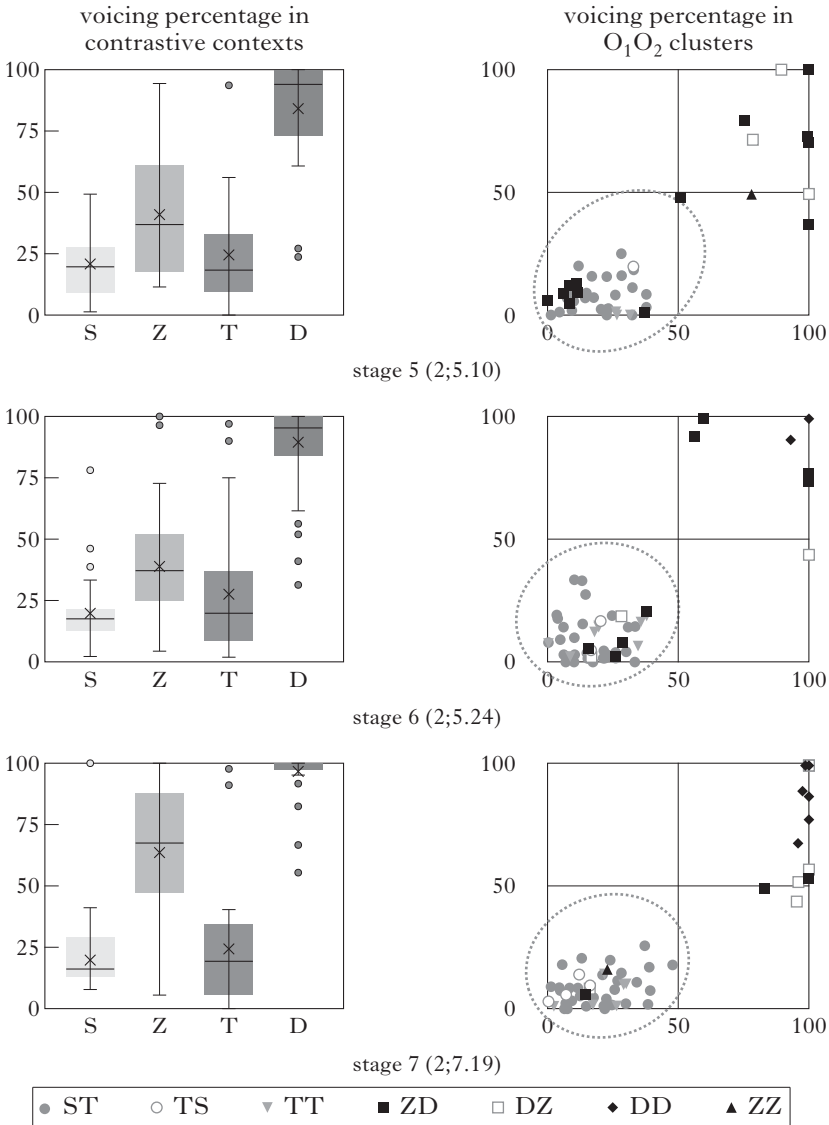 voicing percentage in
contrastive contexts
voicing percentage in
O₁O₂ clusters
100
75
50
25
0
S Z T D
100
50
0
0 50 100
stage 5 (2;5.10)
100
75
50
25
0
S Z T D
100
50
0
0 50 100
stage 6 (2;5.24)
100
75
50
25
0
S Z T D
100
50
0
0 50 100
stage 7 (2;7.19)
ST TS TT ZD DZ DD ZZ